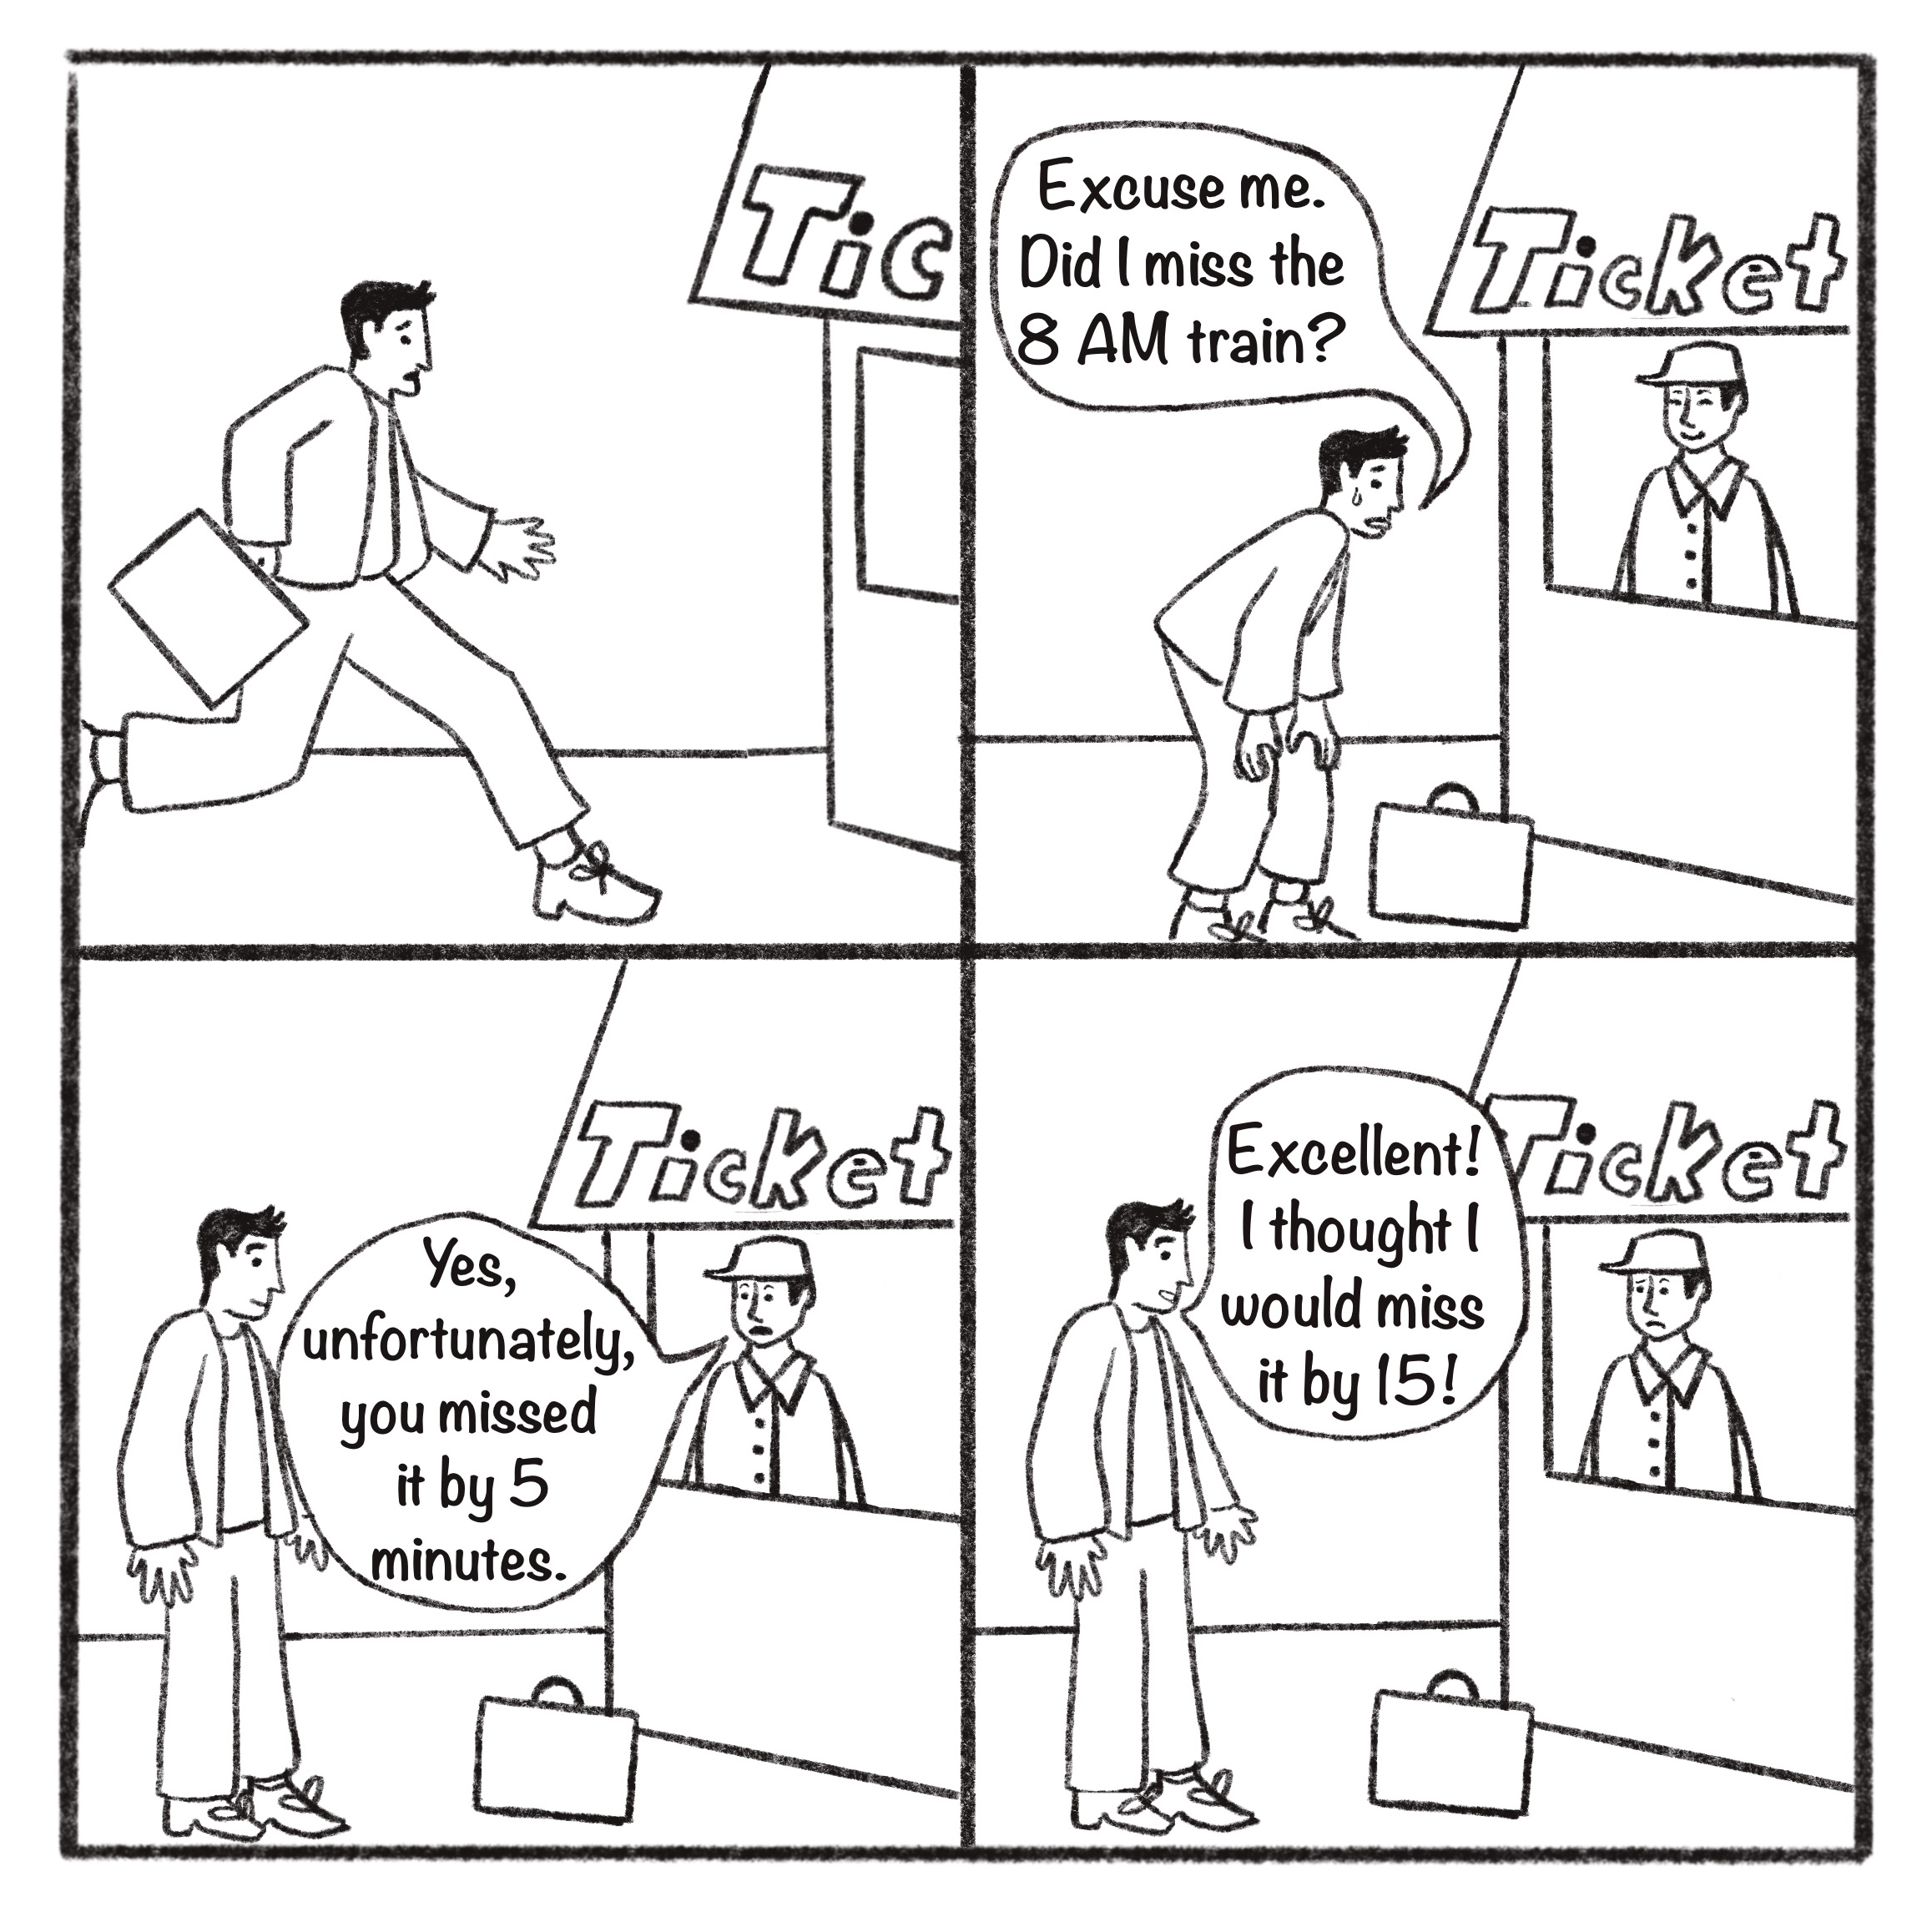 Tic
Excuse me.
Did I miss the
8 AM train?
Ticket
Yes,
unfortunately,
you missed
it by 5
minutes.
Ticket
Excellent!
I thought I
would miss
it by 15!
Ticket